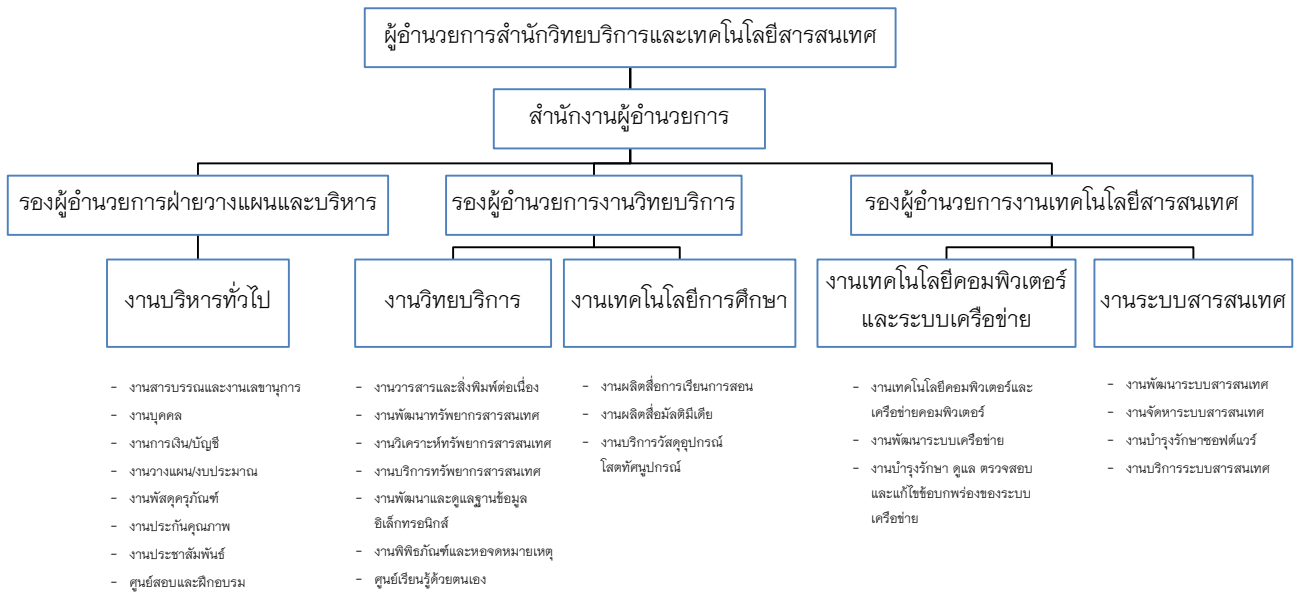 ผู้อำนวยการสำนักวิทยบริการและเทคโนโลยีสารสนเทศ
สำนักงานผู้อำนวยการ
รองผู้อำนวยการฝ่ายวางแผนและบริหาร
รองผู้อำนวยการงานวิทยบริการ
รองผู้อำนวยการงานเทคโนโลยีสารสนเทศ
งานบริหารทั่วไป
งานวิทยบริการ
งานเทคโนโลยีการศึกษา
งานเทคโนโลยีคอมพิวเตอร์
และระบบเครือข่าย
งานระบบสารสนเทศ
- งานสารบรรณและงานเลขานุการ
- งานบุคคล
- งานการเงิน/บัญชี
- งานวางแผน/งบประมาณ
- งานพัสดุครุภัณฑ์
- งานประกันคุณภาพ
- งานประชาสัมพันธ์
- ศูนย์สอบและฝึกอบรม
- งานวารสารและสิ่งพิมพ์ต่อเนื่อง
- งานพัฒนาทรัพยากรสารสนเทศ
- งานวิเคราะห์ทรัพยากรสารสนเทศ
- งานบริการทรัพยากรสารสนเทศ
- งานพัฒนาและดูแลฐานข้อมูล
อิเล็กทรอนิกส์
- งานพิพิธภัณฑ์และหอจดหมายเหตุ
- ศูนย์เรียนรู้ด้วยตนเอง
- งานผลิตสื่อการเรียนการสอน
- งานผลิตสื่อมัลติมีเดีย
- งานบริการวัสดุอุปกรณ์
โสตทัศนูปกรณ์
- งานเทคโนโลยีคอมพิวเตอร์และ
เครือข่ายคอมพิวเตอร์
- งานพัฒนาระบบเครือข่าย
- งานบำรุงรักษา ดูแล ตรวจสอบ
และแก้ไขข้อบกพร่องของระบบ
เครือข่าย
- งานพัฒนาระบบสารสนเทศ
- งานจัดหาระบบสารสนเทศ
- งานบำรุงรักษาซอฟต์แวร์
- งานบริการระบบสารสนเทศ